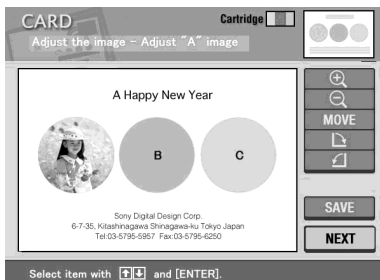 CARD
Cartridge
Adjust the image - Adjust "A" image
A Happy New Year
B
C
Sony Digital Design Corp.
6-7-35, Kitashinagawa Shinagawa-ku Tokyo Japan
Tel:03-5795-5957 Fax:03-5795-6250
MOVE
SAVE
NEXT
Select item with ⬆⬇ and [ENTER].